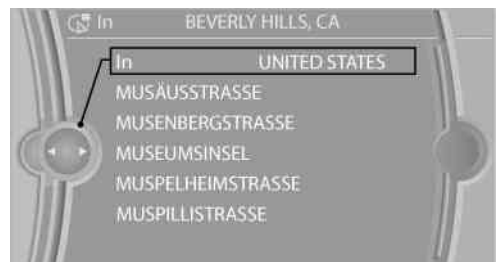 In BEVERLY HILLS, CA
In UNITED STATES
MUSÄUSSTRASSE
MUSENBERGSTRASSE
MUSEUMSINSEL
MUSPELHEIMSTRASSE
MUSPILLISTRASSE